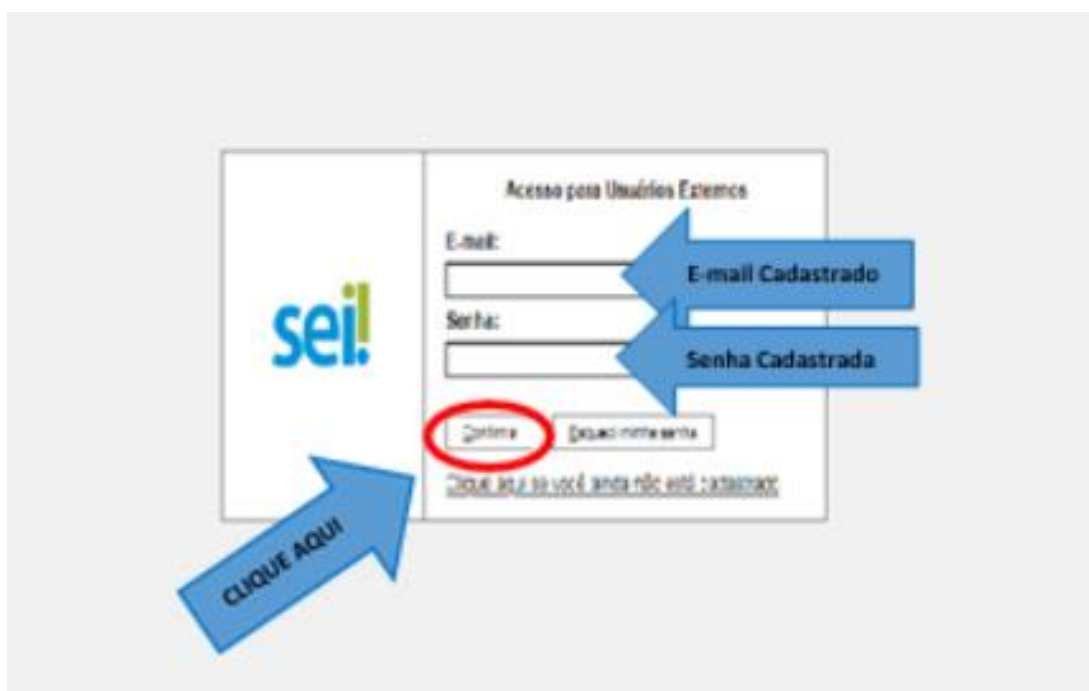 Acesso para Usuários Externos
E-mail:
E-mail Cadastrado
sei!
Senha:
Senha Cadastrada
Confirma
Esqueci minha senha
Clique aqui se você ainda não está cadastrado
CLIQUE AQUI